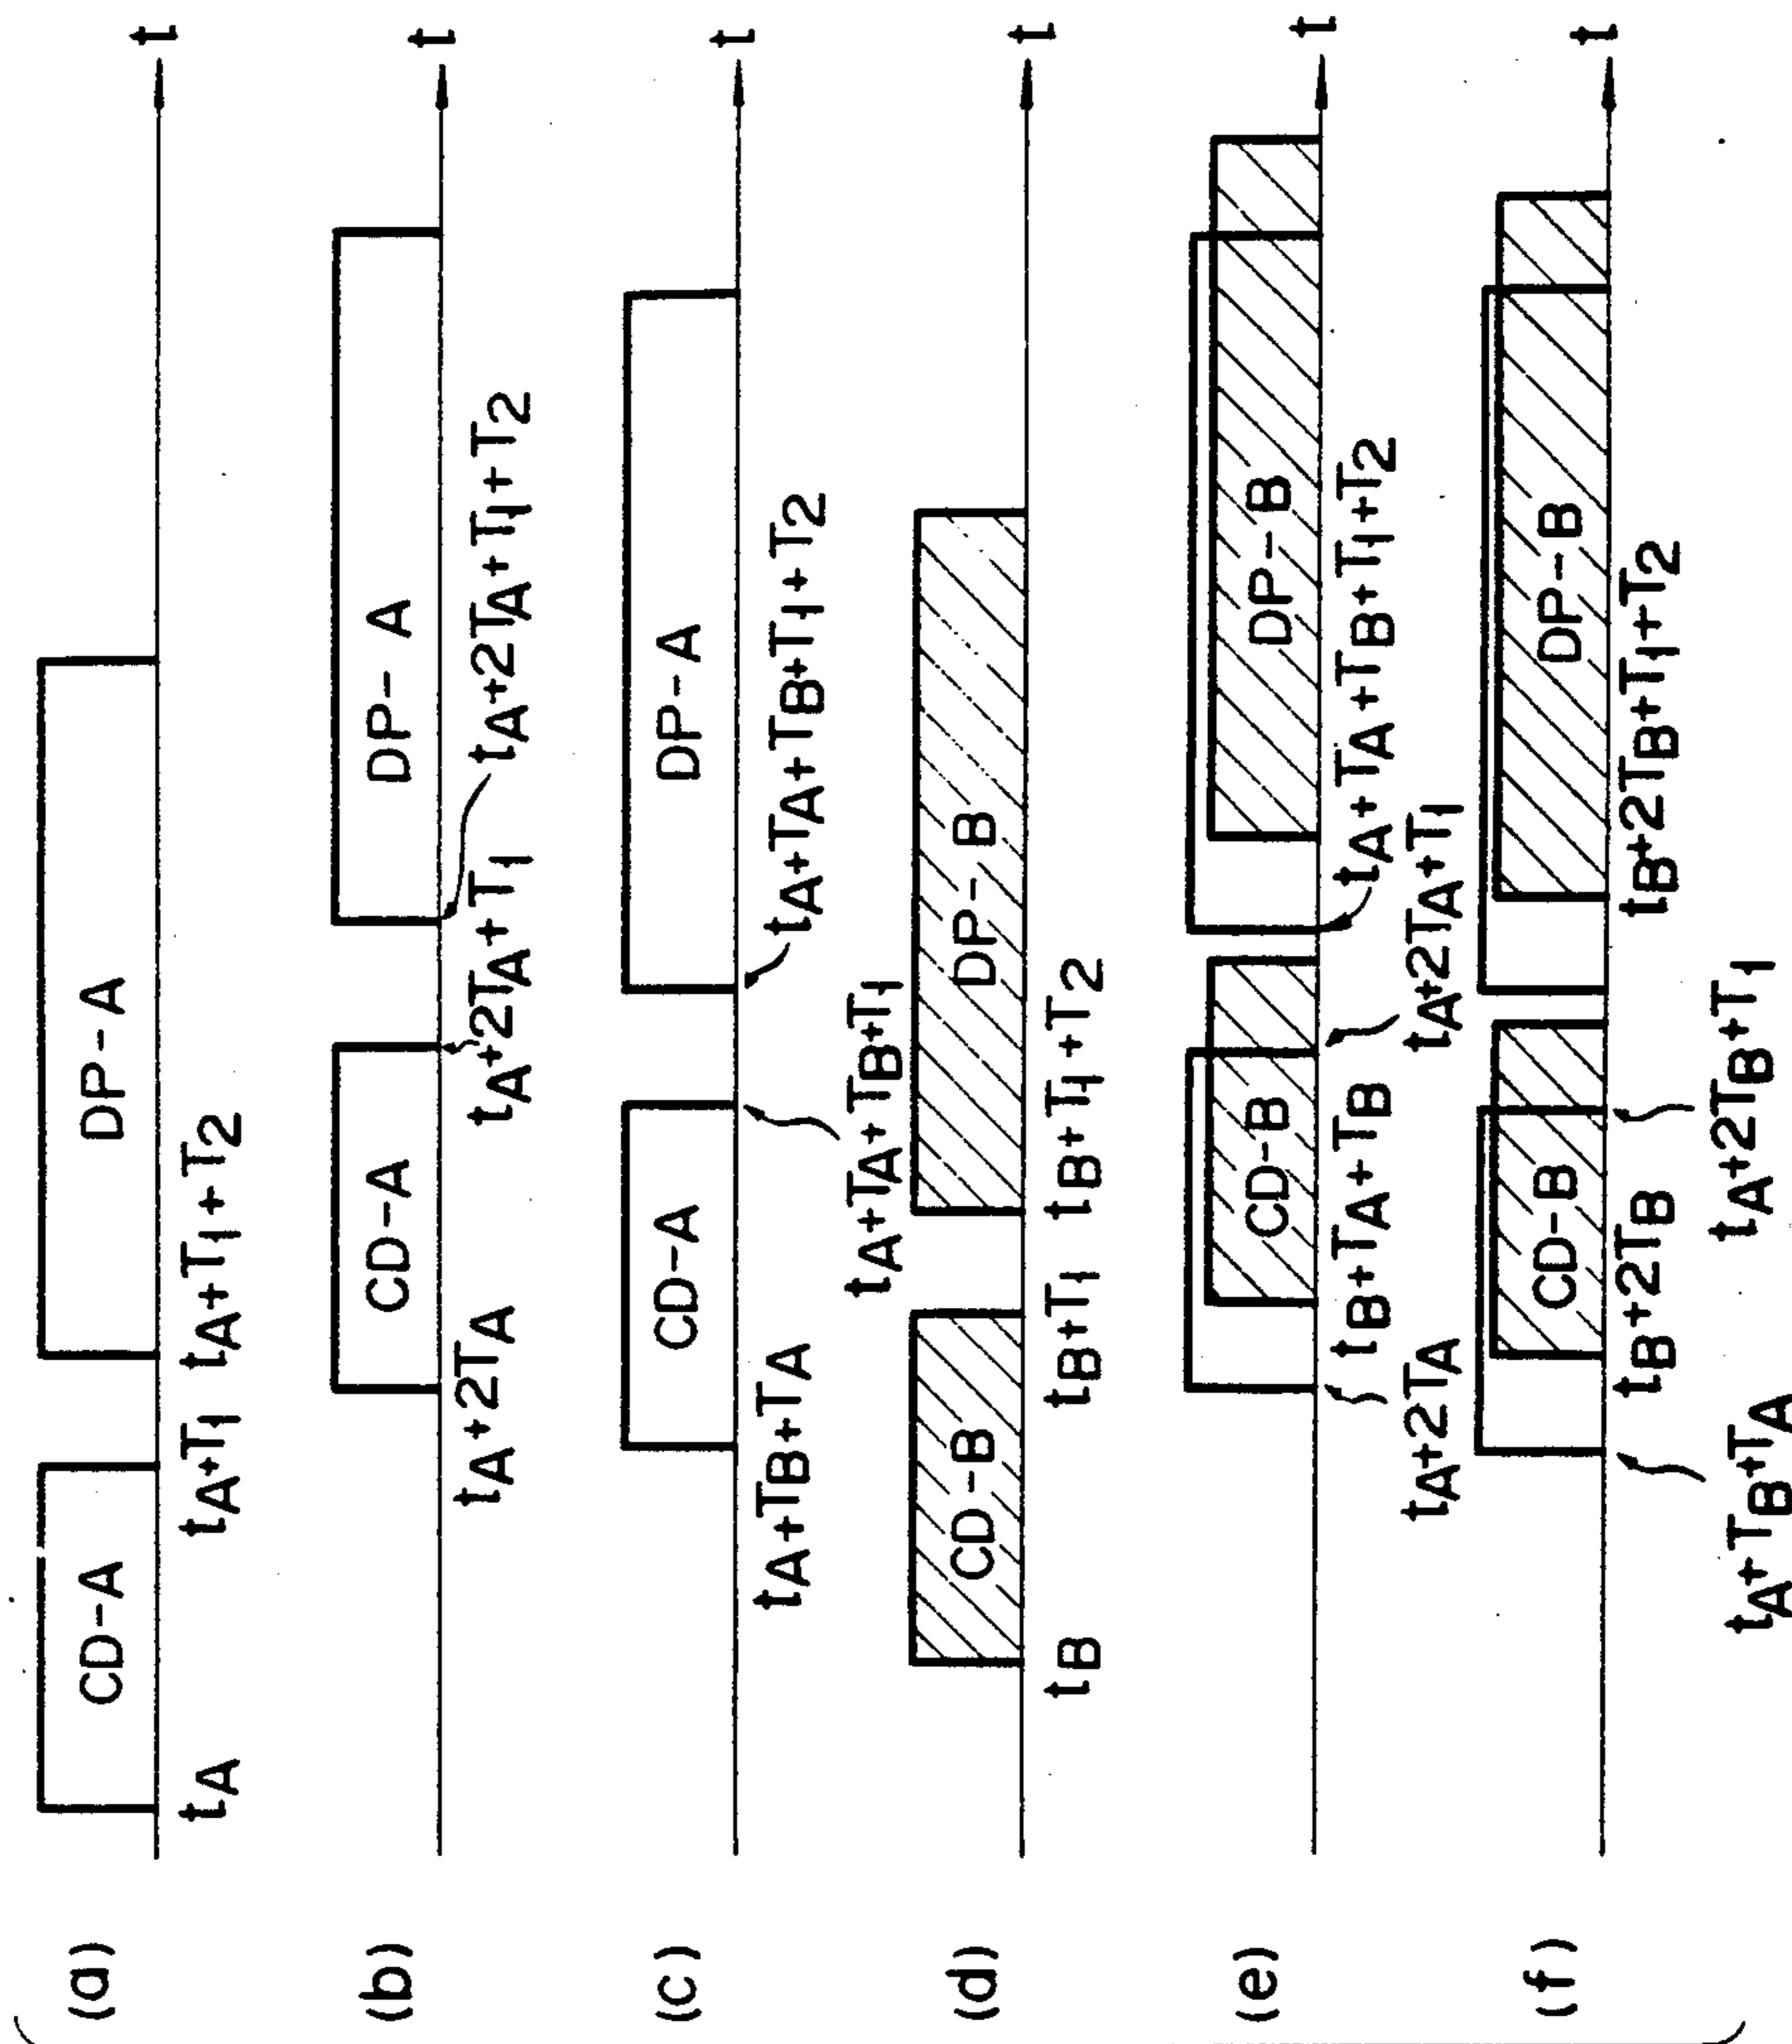 (a)
CD-A
DP-A
t
tA
tA+T1
tA+T1+T2
(b)
CD-A
DP-A
t
tA+2TA
tA+2TA+T1
tA+2TA+T1+T2
(c)
CD-A
DP-A
t
tA+TB+TA
tA+TA+TB+T1
tA+TA+TB+T1+T2
(d)
CD-B
DP-B
t
tB
tB+T1
tB+T1+T2
(e)
CD-B
DP-B
t
tA+2TA
tB+TA+TB
tA+2TA+T1
tA+TA+TB+T1+T2
(f)
CD-B
DP-B
t
tA+TB+TA
tB+2TB
tA+2TB+T1
tB+2TB+T1+T2